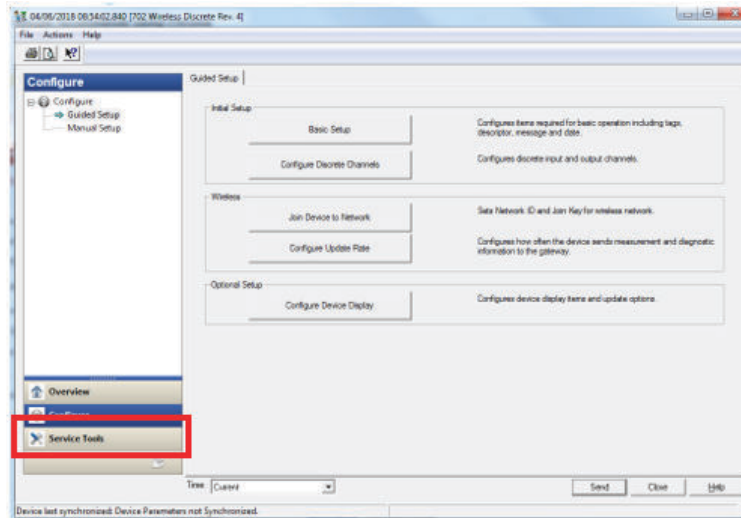 04/06/2018 08:54:02.840 [702 Wireless Discrete Rev. 4]
File Actions Help
Configure
Configure
Guided Setup
Manual Setup
Overview
Configure
Service Tools
Guided Setup
Initial Setup
Basic Setup
Configures items required for basic operation including tags,
descriptor, message and date.
Configure Discrete Channels
Configures discrete input and output channels.
Wireless
Join Device to Network
Sets Network ID and Join Key for wireless network.
Configure Update Rate
Configures how often the device sends measurement and diagnostic
information to the gateway.
Optional Setup
Configure Device Display
Configures device display items and update options.
Time: Current
Send
Close
Help
Device last synchronized: Device Parameters not Synchronized.